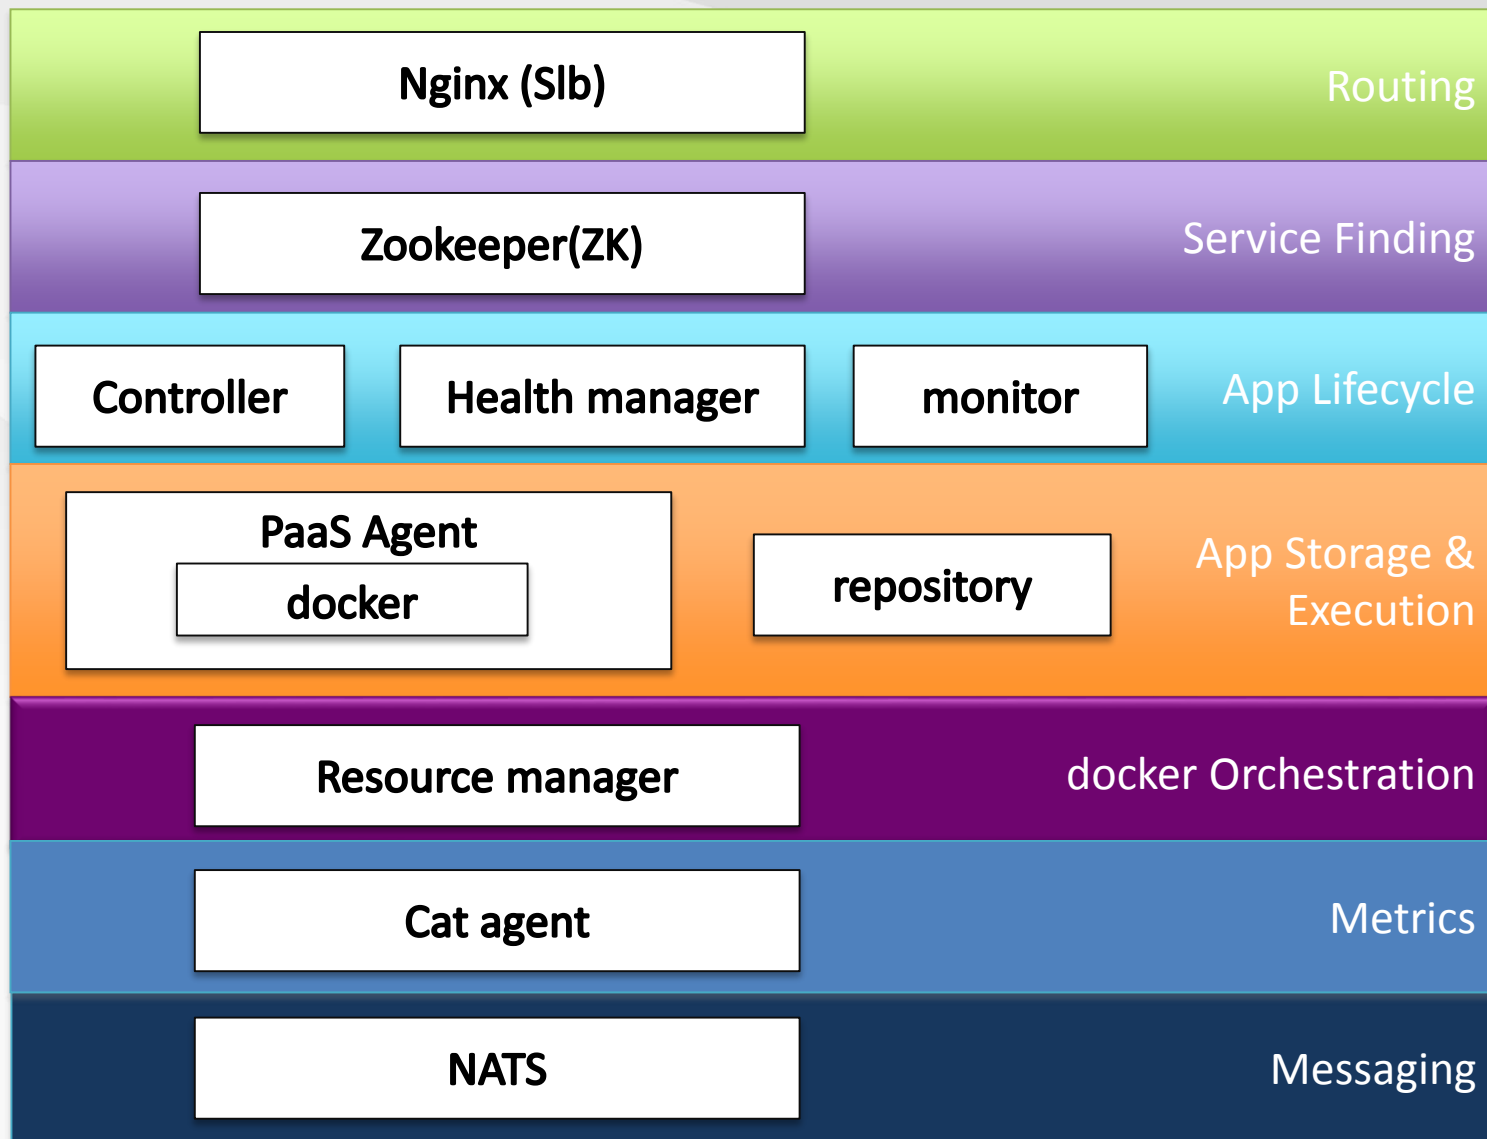 Nginx (Slb)
Routing
Zookeeper(ZK)
Service Finding
Controller
Health manager
monitor
App Lifecycle
PaaS Agent
docker
repository
App Storage &
Execution
Resource manager
docker Orchestration
Cat agent
Metrics
NATS
Messaging